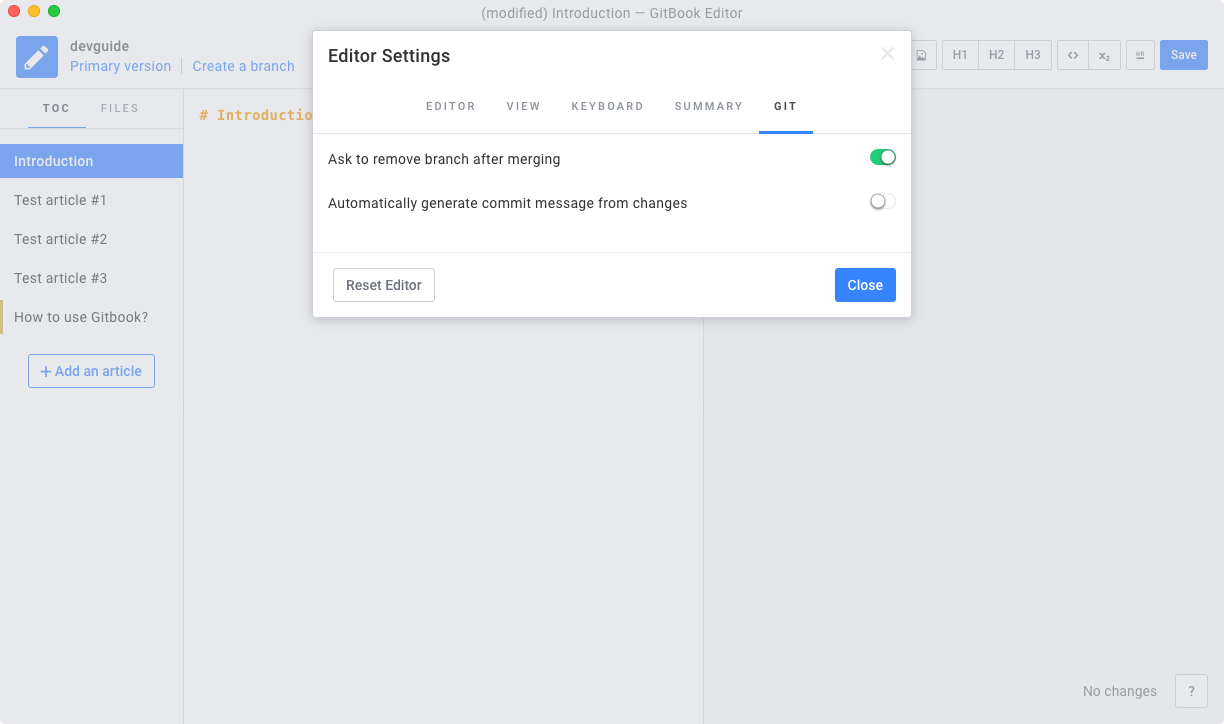 (modified) Introduction — GitBook Editor
devguide
Primary version Create a branch
H1 H2 H3 <> x₂ HR Save
TOC FILES
Introduction
Test article #1
Test article #2
Test article #3
How to use Gitbook?
+ Add an article
# Introductio
Editor Settings
×
EDITOR VIEW KEYBOARD SUMMARY GIT
Ask to remove branch after merging
Automatically generate commit message from changes
Reset Editor
Close
No changes
?